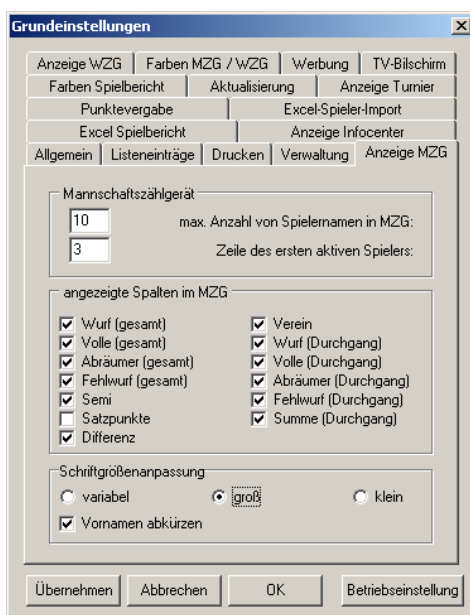 Grundeinstellungen
Anzeige WZG Farben MZG / WZG Werbung TV-Bilschirm
Farben Spielbericht Aktualisierung Anzeige Turnier
Punktevergabe Excel-Spieler-Import
Excel Spielbericht Anzeige Infocenter
Allgemein Listeneinträge Drucken Verwaltung Anzeige MZG
Mannschaftszählgerät
10 max. Anzahl von Spielernamen in MZG:
3 Zeile des ersten aktiven Spielers:
angezeigte Spalten im MZG
Wurf (gesamt) Verein
Volle (gesamt) Wurf (Durchgang)
Abräumer (gesamt) Volle (Durchgang)
Fehlwurf (gesamt) Abräumer (Durchgang)
Semi Fehlwurf (Durchgang)
Satzpunkte Summe (Durchgang)
Differenz
Schriftgrößenanpassung
variabel groß klein
Vornamen abkürzen
Übernehmen Abbrechen OK Betriebseinstellung